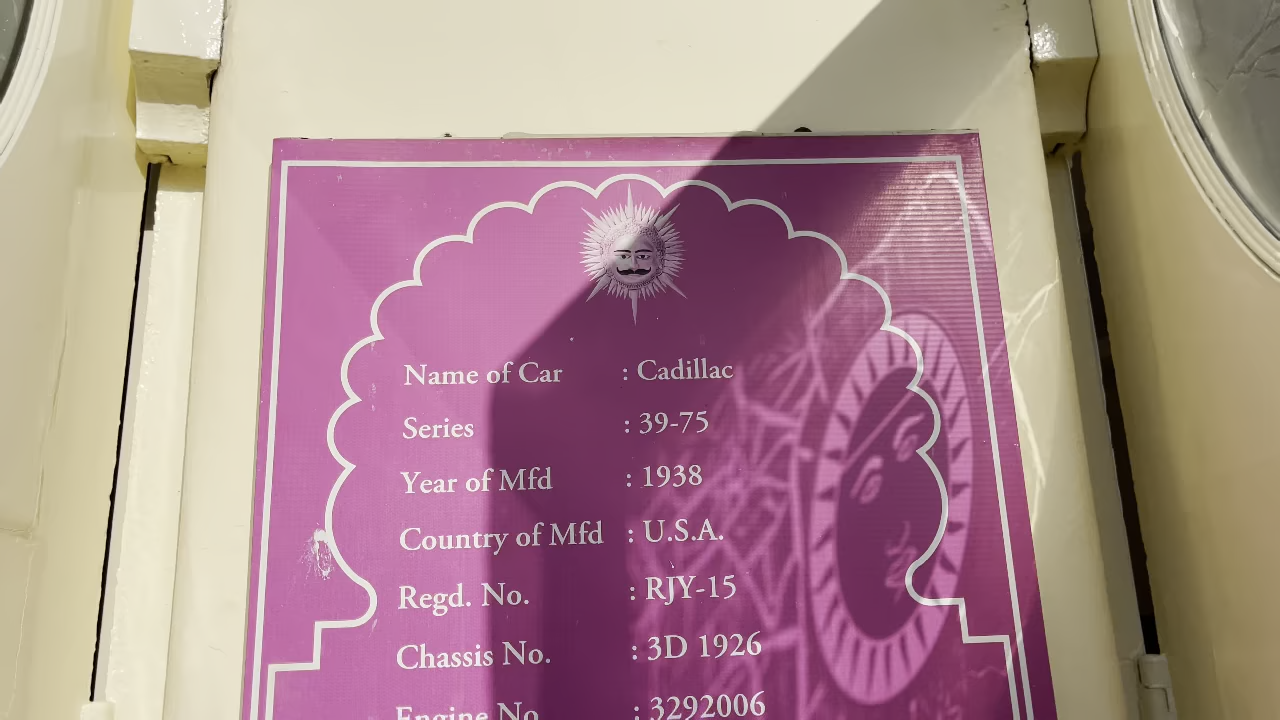 Name of Car : Cadillac
Series : 39-75
Year of Mfd : 1938
Country of Mfd : U.S.A.
Regd. No. : RJY-15
Chassis No. : 3D 1926
Engine No : 3292006